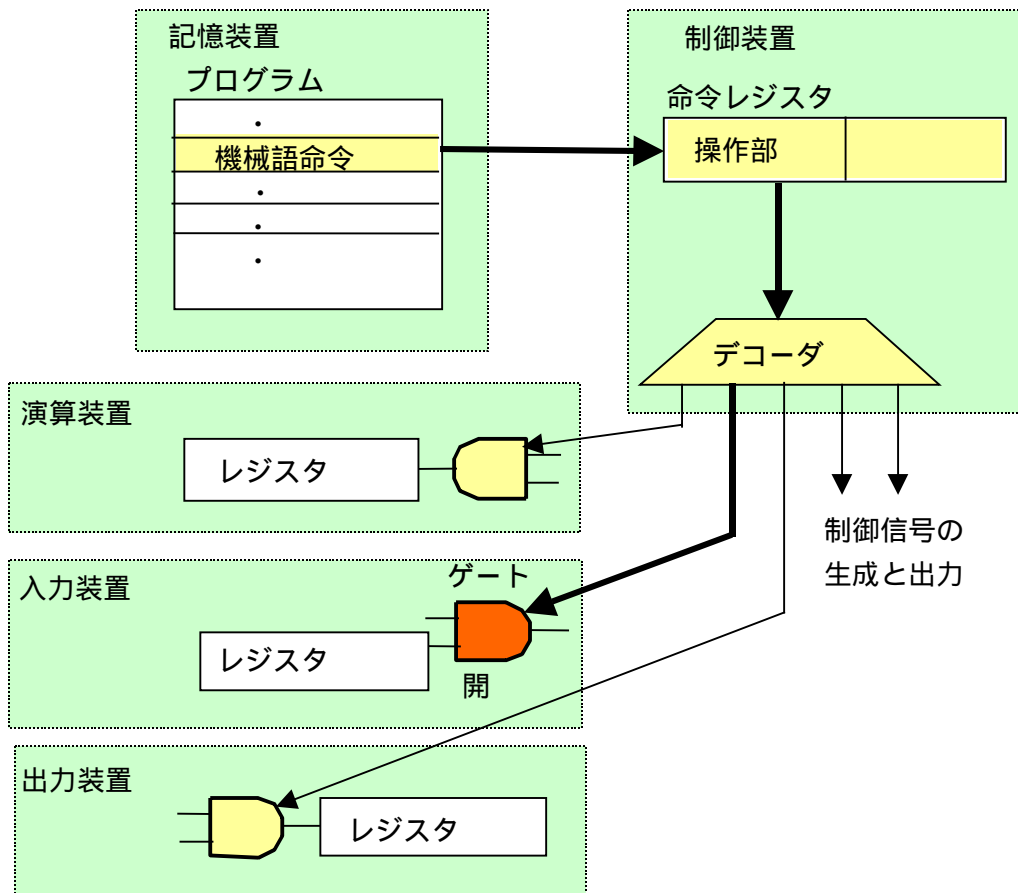 記憶装置
プログラム
・
機械語命令
・
・
・
制御装置
命令レジスタ
操作部
デコーダ
演算装置
レジスタ
制御信号の
生成と出力
入力装置
ゲート
レジスタ
開
出力装置
レジスタ